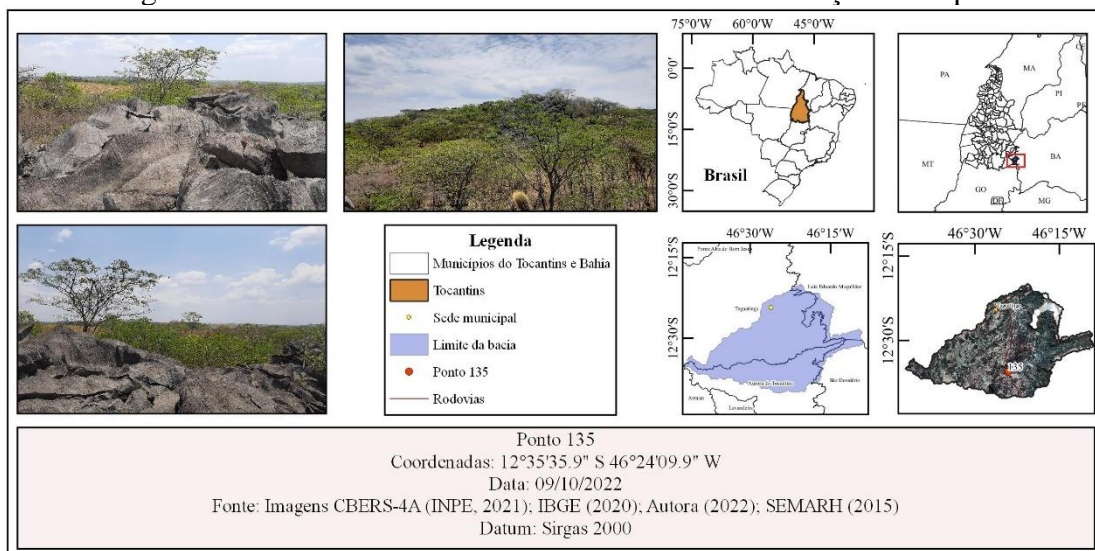 75°0'W 60°0'W 45°0'W
0°0'
15°0'S
30°0'S
Brasil
PA
MA
PI
PE
MT
BA
GO
DF
MG
Legenda
Municípios do Tocantins e Bahia
Tocantins
Sede municipal
Limite da bacia
Ponto 135
Rodovias
46°30'W 46°15'W
12°15'S
12°30'S
Ponte Alta do Bom Jesus
Luís Eduardo Magalhães
Taguatinga
Aurora do Tocantins
São Desidério
Arraias
Lavandeira
46°30'W 46°15'W
12°15'S
12°30'S
Taguatinga
135
Ponto 135
Coordenadas: 12°35'35.9" S 46°24'09.9" W
Data: 09/10/2022
Fonte: Imagens CBERS-4A (INPE, 2021); IBGE (2020); Autora (2022); SEMARH (2015)
Datum: Sirgas 2000